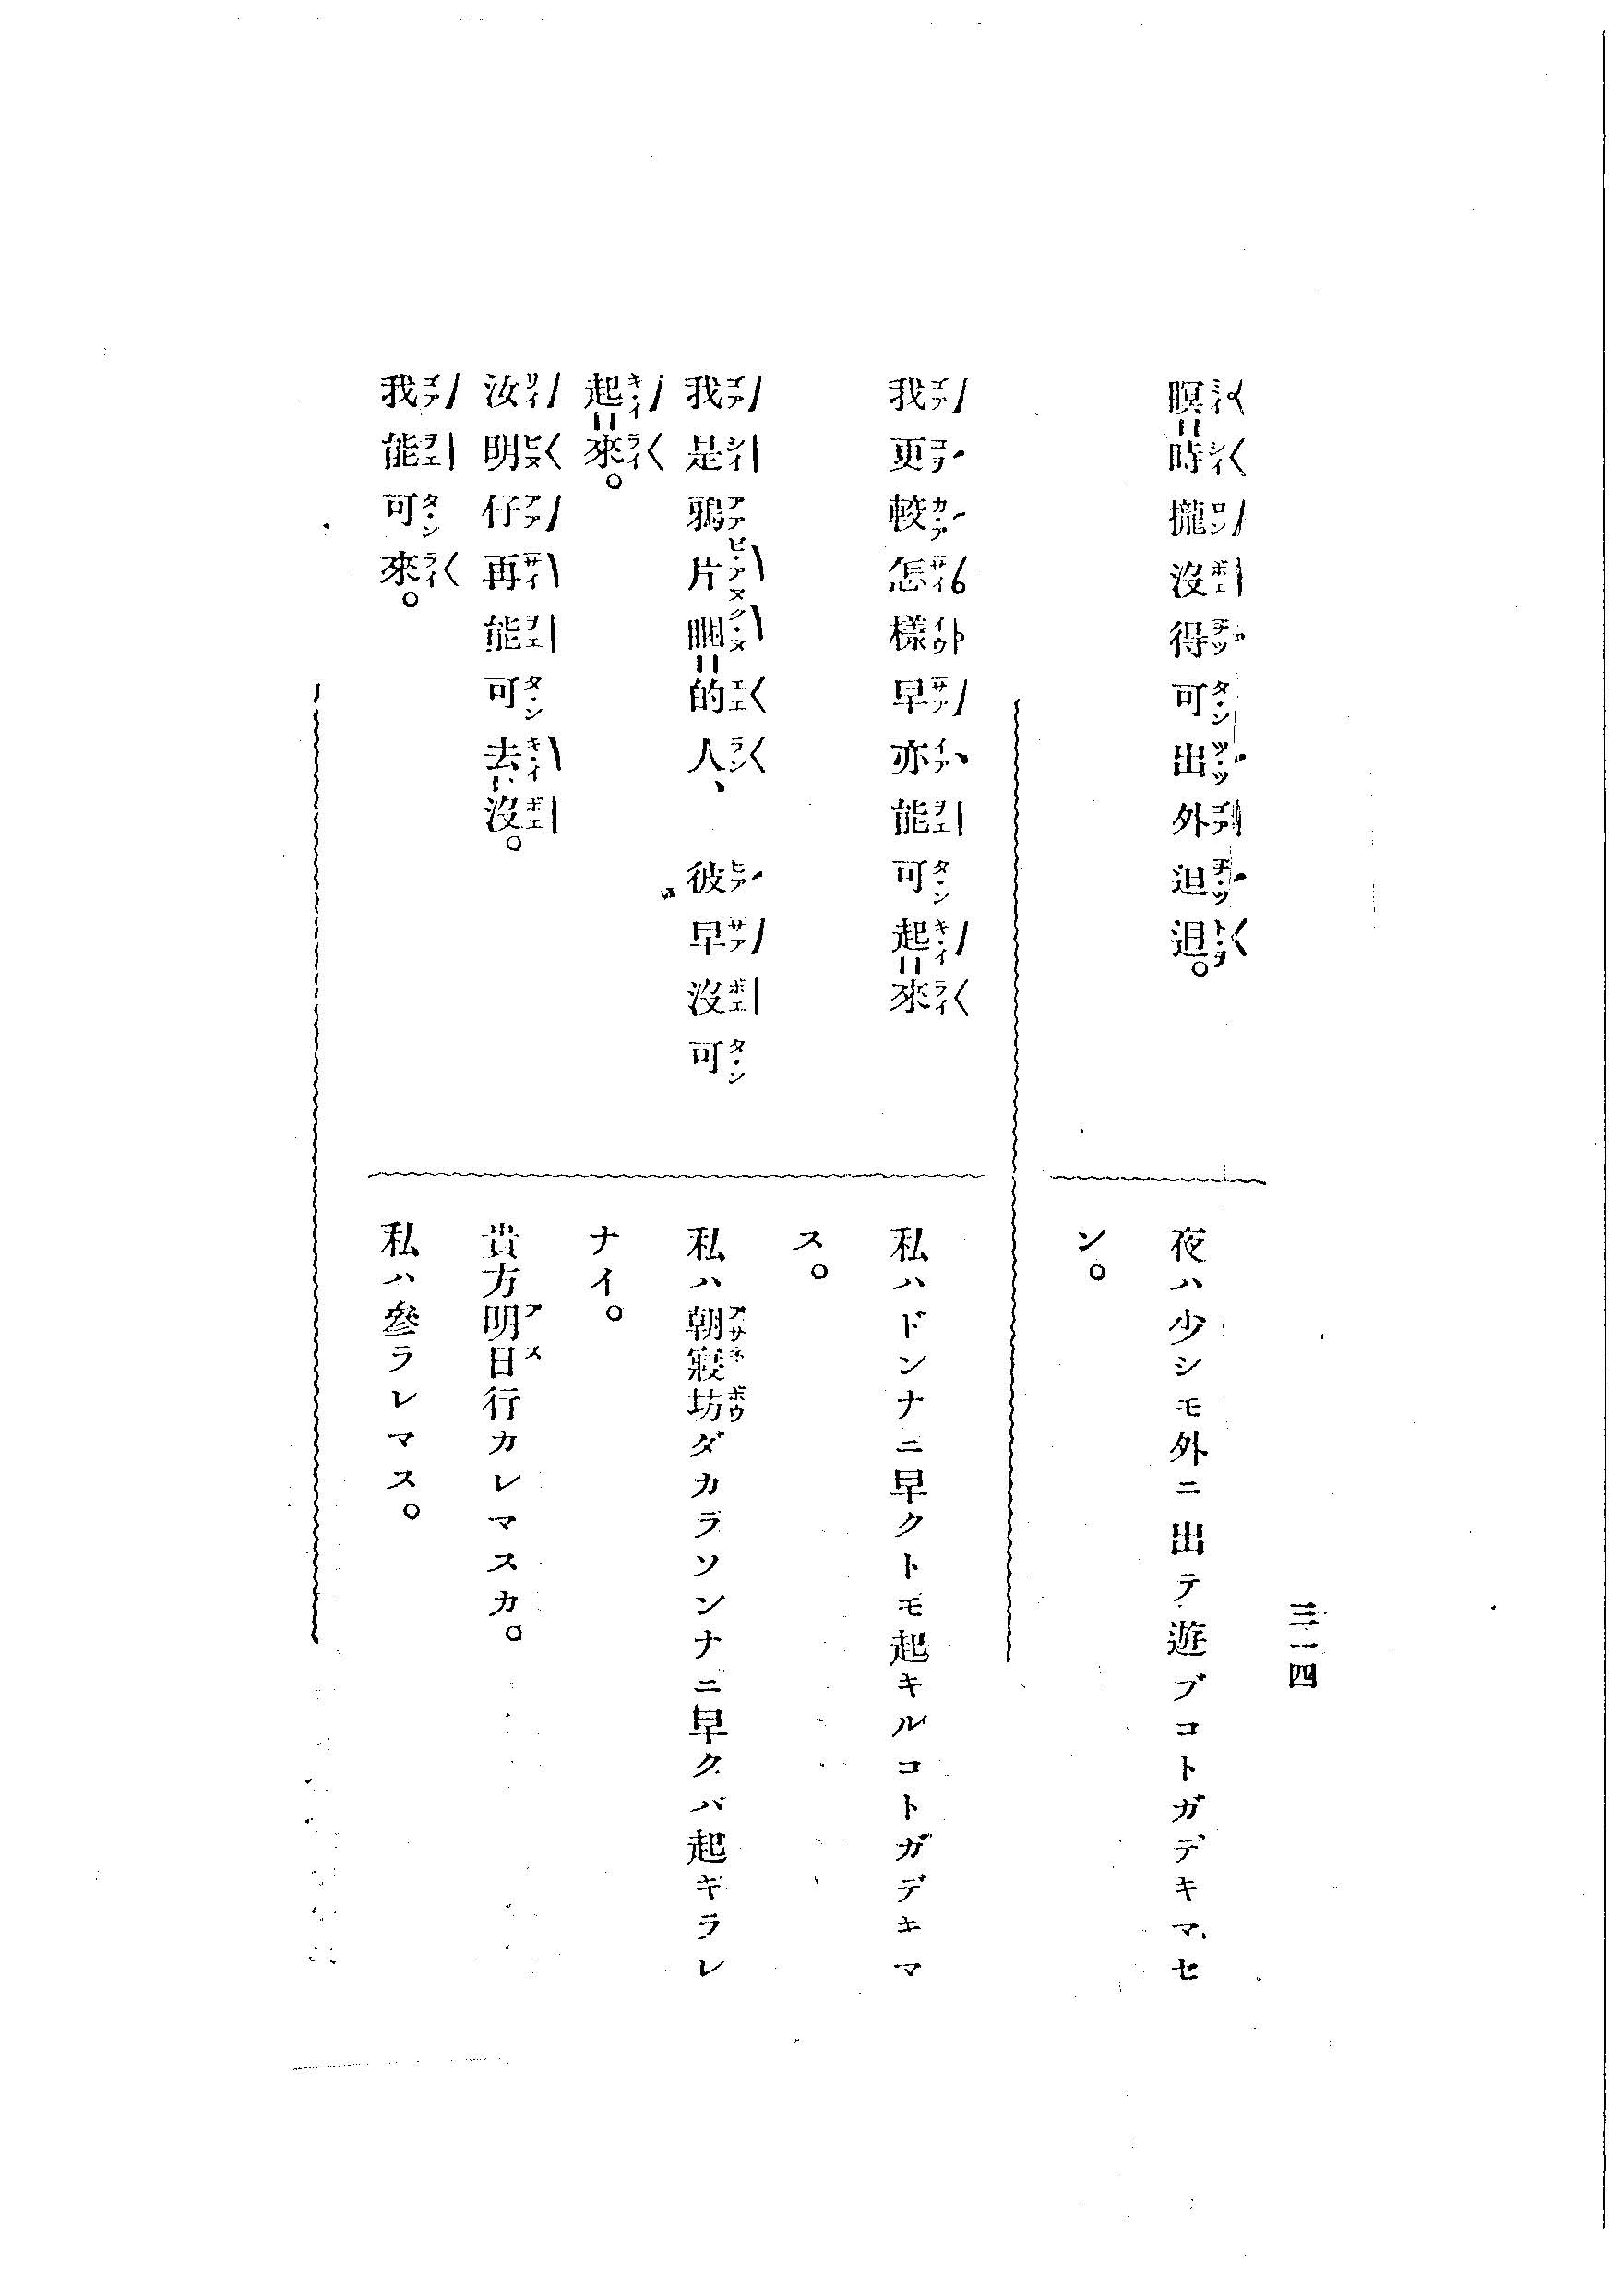 三一四
瞑時攏沒得可出外𨑨迌。
夜ハ少シモ外ニ出テ遊ブコトガデキマセ
ン。
我更較怎樣早亦能可起來
私ハドンナニ早クトモ起キルコトガデキマ
ス。
我是鴉片睏的人、彼早沒可
起來。
私ハ朝寢坊ダカラソンナニ早クバ起キラレ
ナイ。
汝明仔再能可去沒。
貴方明日行カレマスカ。
我能可來。
私ハ參ラレマス。